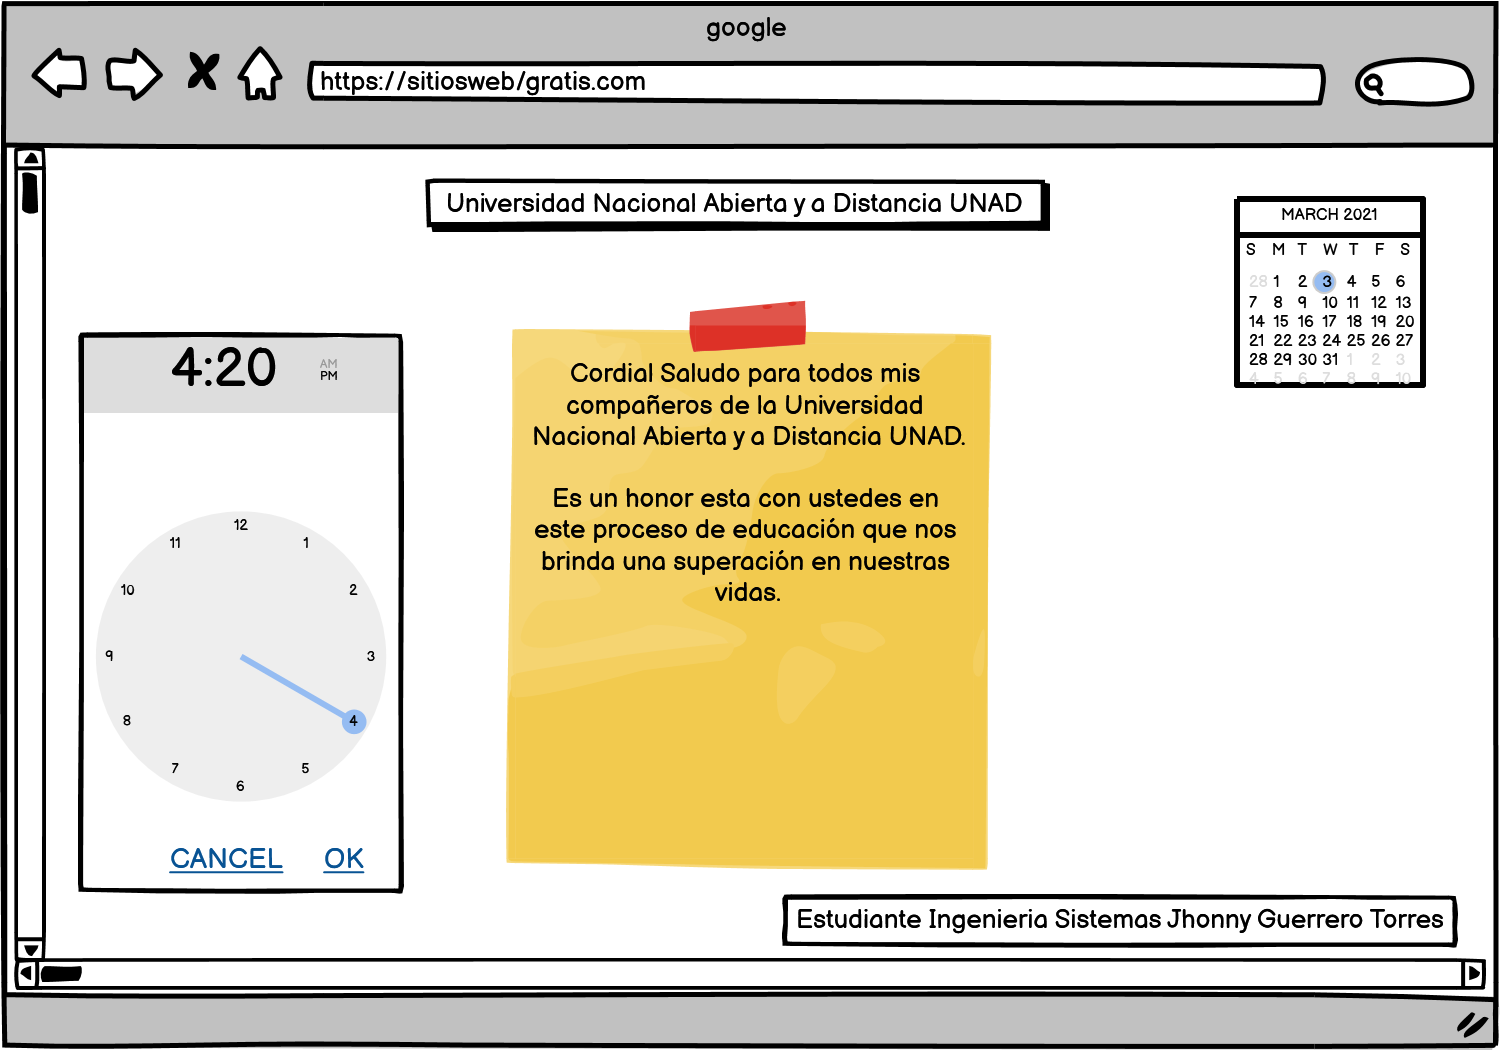 google
https://sitiosweb/gratis.com
Universidad Nacional Abierta y a Distancia UNAD
MARCH 2021
S M T W T F S
28 1 2 3 4 5 6
7 8 9 10 11 12 13
14 15 16 17 18 19 20
21 22 23 24 25 26 27
28 29 30 31 1 2 3
4 5 6 7 8 9 10
4:20
AM
PM
12
11 1
10 2
9 3
8 4
7 5
6
CANCEL OK
Cordial Saludo para todos mis
compañeros de la Universidad
Nacional Abierta y a Distancia UNAD.
Es un honor esta con ustedes en
este proceso de educación que nos
brinda una superación en nuestras
vidas.
Estudiante Ingenieria Sistemas Jhonny Guerrero Torres